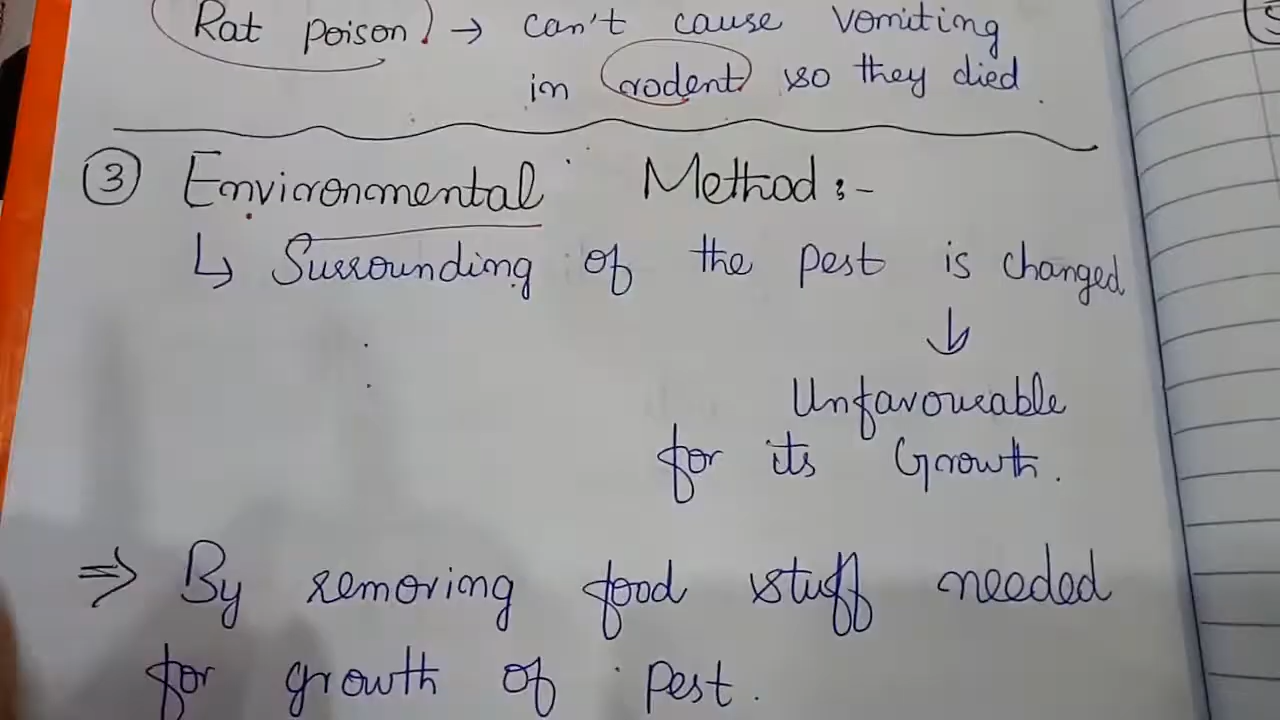 Rat poison) → can't cause vomiting
in rodent so they died.
③ Environmental Method :-
↳ Surrounding of the pest is changed
↓
Unfavourable
for its Growth.
⇒ By removing food stuff needed
for growth of Pest.